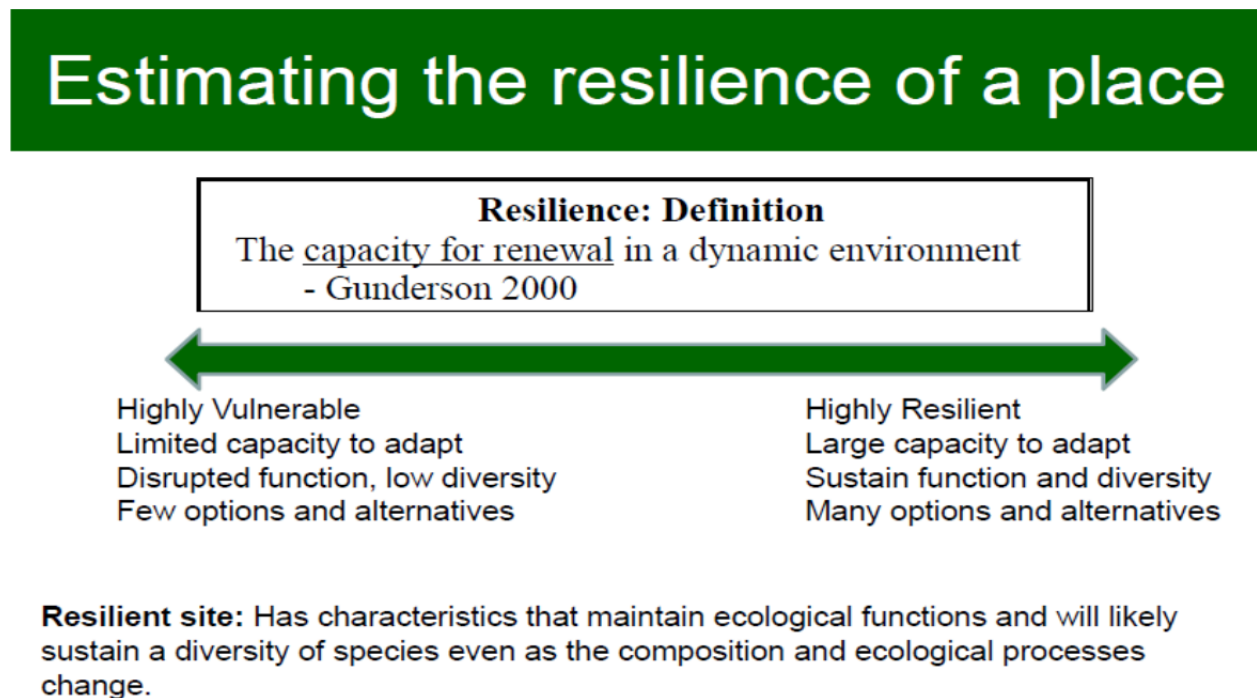 Estimating the resilience of a place
Resilience: Definition
The capacity for renewal in a dynamic environment
- Gunderson 2000
Highly Vulnerable
Limited capacity to adapt
Disrupted function, low diversity
Few options and alternatives
Highly Resilient
Large capacity to adapt
Sustain function and diversity
Many options and alternatives
Resilient site: Has characteristics that maintain ecological functions and will likely
sustain a diversity of species even as the composition and ecological processes
change.